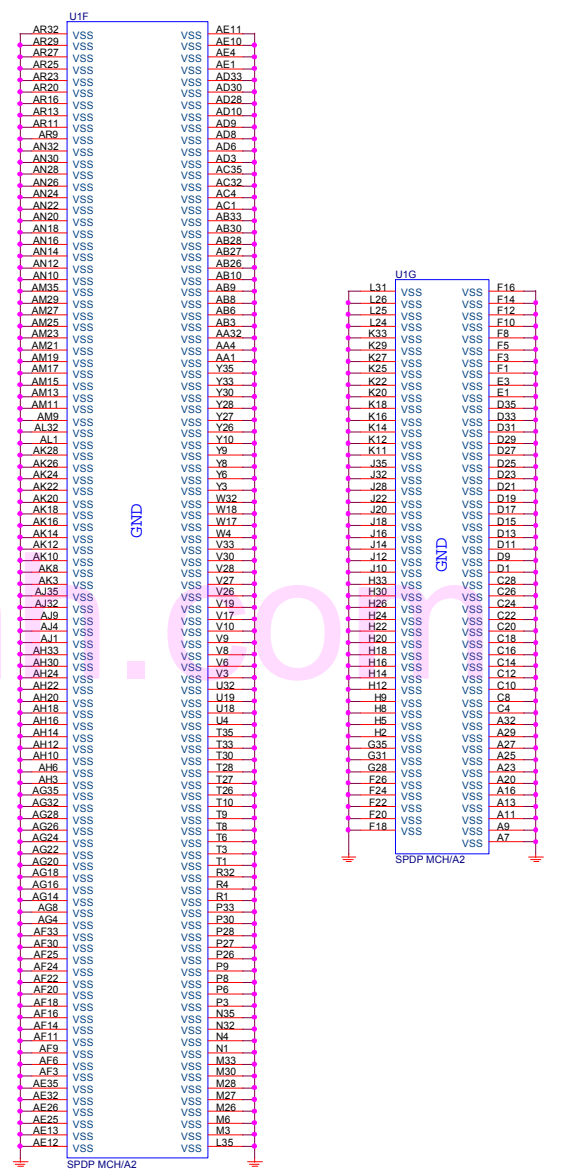 U1F
AR32 VSS VSS AE11
AR29 VSS VSS AE10
AR27 VSS VSS AE4
AR25 VSS VSS AE1
AR23 VSS VSS AD33
AR20 VSS VSS AD30
AR16 VSS VSS AD28
AR13 VSS VSS AD10
AR11 VSS VSS AD9
AR9 VSS VSS AD8
AN32 VSS VSS AD6
AN30 VSS VSS AD3
AN28 VSS VSS AC35
AN26 VSS VSS AC32
AN24 VSS VSS AC4
AN22 VSS VSS AC1
AN20 VSS VSS AB33
AN18 VSS VSS AB30
AN16 VSS VSS AB28
AN14 VSS VSS AB27
AN12 VSS VSS AB26
AN10 VSS VSS AB10
AM35 VSS VSS AB9
AM29 VSS VSS AB8
AM27 VSS VSS AB6
AM25 VSS VSS AB3
AM23 VSS VSS AA32
AM21 VSS VSS AA4
AM19 VSS VSS AA1
AM17 VSS VSS Y35
AM15 VSS VSS Y33
AM13 VSS VSS Y30
AM11 VSS VSS Y28
AM9 VSS VSS Y27
AL32 VSS VSS Y26
AL1 VSS VSS Y10
AK28 VSS VSS Y9
AK26 VSS VSS Y8
AK24 VSS VSS Y6
AK22 VSS VSS Y3
AK20 VSS VSS W32
AK18 VSS VSS W18
AK16 VSS VSS W17
AK14 VSS VSS W4
AK12 VSS VSS V33
AK10 VSS VSS V30
AK8 VSS VSS V28
AK3 VSS VSS V27
AJ35 VSS VSS V26
AJ32 VSS VSS V19
AJ9 VSS VSS V17
AJ4 VSS VSS V10
AJ1 VSS VSS V9
AH33 VSS VSS V8
AH30 VSS VSS V6
AH24 VSS VSS V3
AH22 VSS VSS U32
AH20 VSS VSS U19
AH18 VSS VSS U18
AH16 VSS VSS U4
AH14 VSS VSS T35
AH12 VSS VSS T33
AH10 VSS VSS T30
AH6 VSS VSS T28
AH3 VSS VSS T27
AG35 VSS VSS T26
AG32 VSS VSS T10
AG28 VSS VSS T9
AG26 VSS VSS T8
AG24 VSS VSS T6
AG22 VSS VSS T3
AG20 VSS VSS T1
AG18 VSS VSS R32
AG16 VSS VSS R4
AG14 VSS VSS R1
AG8 VSS VSS P33
AG4 VSS VSS P30
AF33 VSS VSS P28
AF30 VSS VSS P27
AF25 VSS VSS P26
AF24 VSS VSS P9
AF22 VSS VSS P8
AF20 VSS VSS P6
AF18 VSS VSS P3
AF16 VSS VSS N35
AF14 VSS VSS N32
AF11 VSS VSS N4
AF9 VSS VSS N1
AF6 VSS VSS M33
AF3 VSS VSS M30
AE35 VSS VSS M28
AE32 VSS VSS M27
AE26 VSS VSS M26
AE25 VSS VSS M6
AE13 VSS VSS M3
AE12 VSS VSS L35
GND
SPDP MCH/A2
U1G
L31 VSS VSS F16
L26 VSS VSS F14
L25 VSS VSS F12
L24 VSS VSS F10
K33 VSS VSS F8
K29 VSS VSS F5
K27 VSS VSS F3
K25 VSS VSS F1
K22 VSS VSS E3
K20 VSS VSS E1
K18 VSS VSS D35
K16 VSS VSS D33
K14 VSS VSS D31
K12 VSS VSS D29
K11 VSS VSS D27
J35 VSS VSS D25
J32 VSS VSS D23
J28 VSS VSS D21
J22 VSS VSS D19
J20 VSS VSS D17
J18 VSS VSS D15
J16 VSS VSS D13
J14 VSS VSS D11
J12 VSS VSS D9
J10 VSS VSS D1
H33 VSS VSS C28
H30 VSS VSS C26
H26 VSS VSS C24
H24 VSS VSS C22
H22 VSS VSS C20
H20 VSS VSS C18
H18 VSS VSS C16
H16 VSS VSS C14
H14 VSS VSS C12
H12 VSS VSS C10
H9 VSS VSS C8
H8 VSS VSS C4
H5 VSS VSS A32
H2 VSS VSS A29
G35 VSS VSS A27
G31 VSS VSS A25
G28 VSS VSS A23
F26 VSS VSS A20
F24 VSS VSS A16
F22 VSS VSS A13
F20 VSS VSS A11
F18 VSS VSS A9
VSS A7
GND
SPDP MCH/A2
h.com